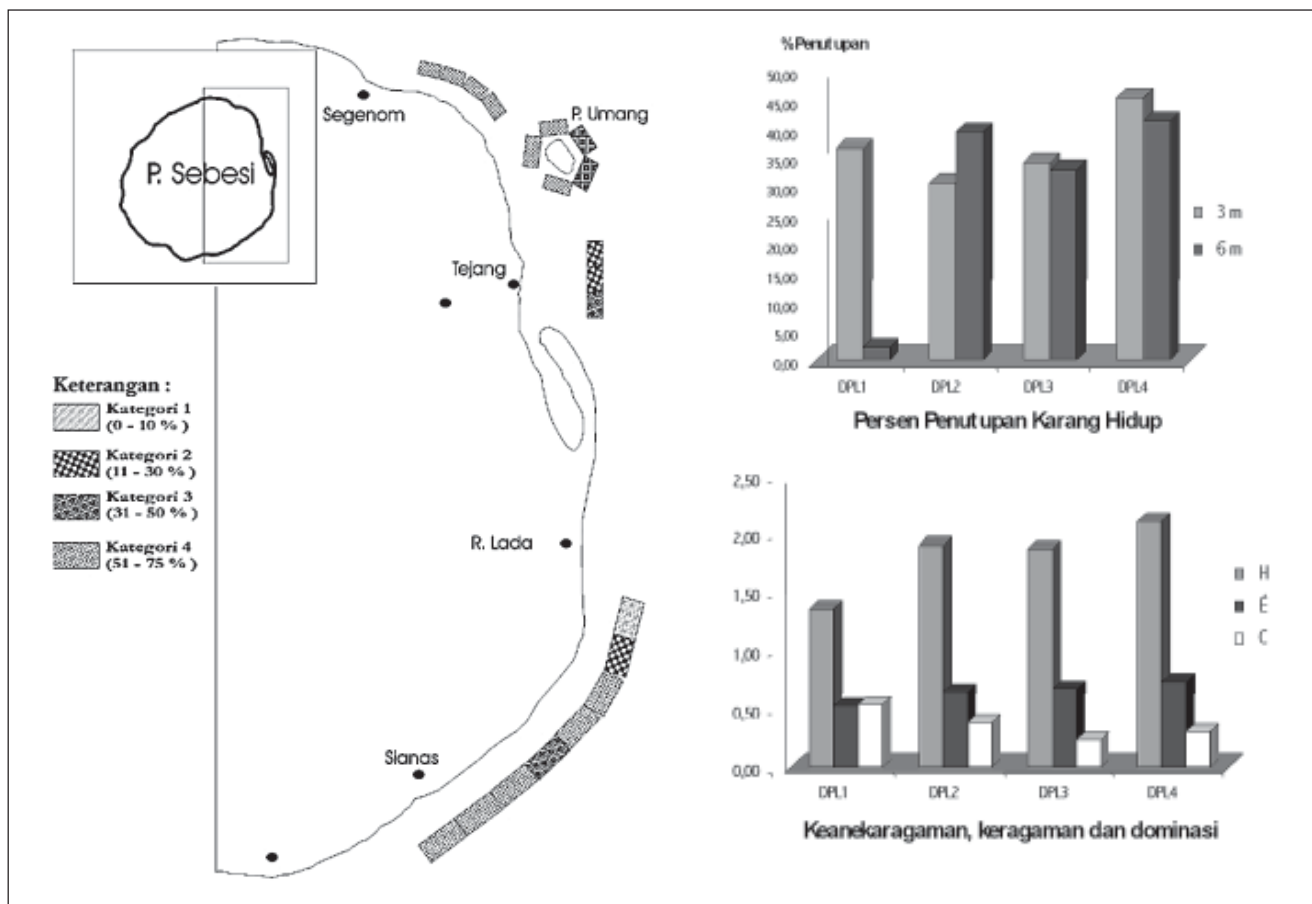 P. Sebesi
Segenom
P. Umang
Tejang
R. Lada
Sianas
Keterangan :
Kategori 1
(0 - 10 % )
Kategori 2
(11 - 30 % )
Kategori 3
(31 - 50 % )
Kategori 4
(51 - 75 % )
%Penutupan
50,00
45,00
40,00
35,00
30,00
25,00
20,00
15,00
10,00
5,00
0,00
DPL1 DPL2 DPL3 DPL4
3 m
6 m
Persen Penutupan Karang Hidup
2,50
2,00
1,50
1,00
0,50
0,00
DPL1 DPL2 DPL3 DPL4
H
É
C
Keanekaragaman, keragaman dan dominasi